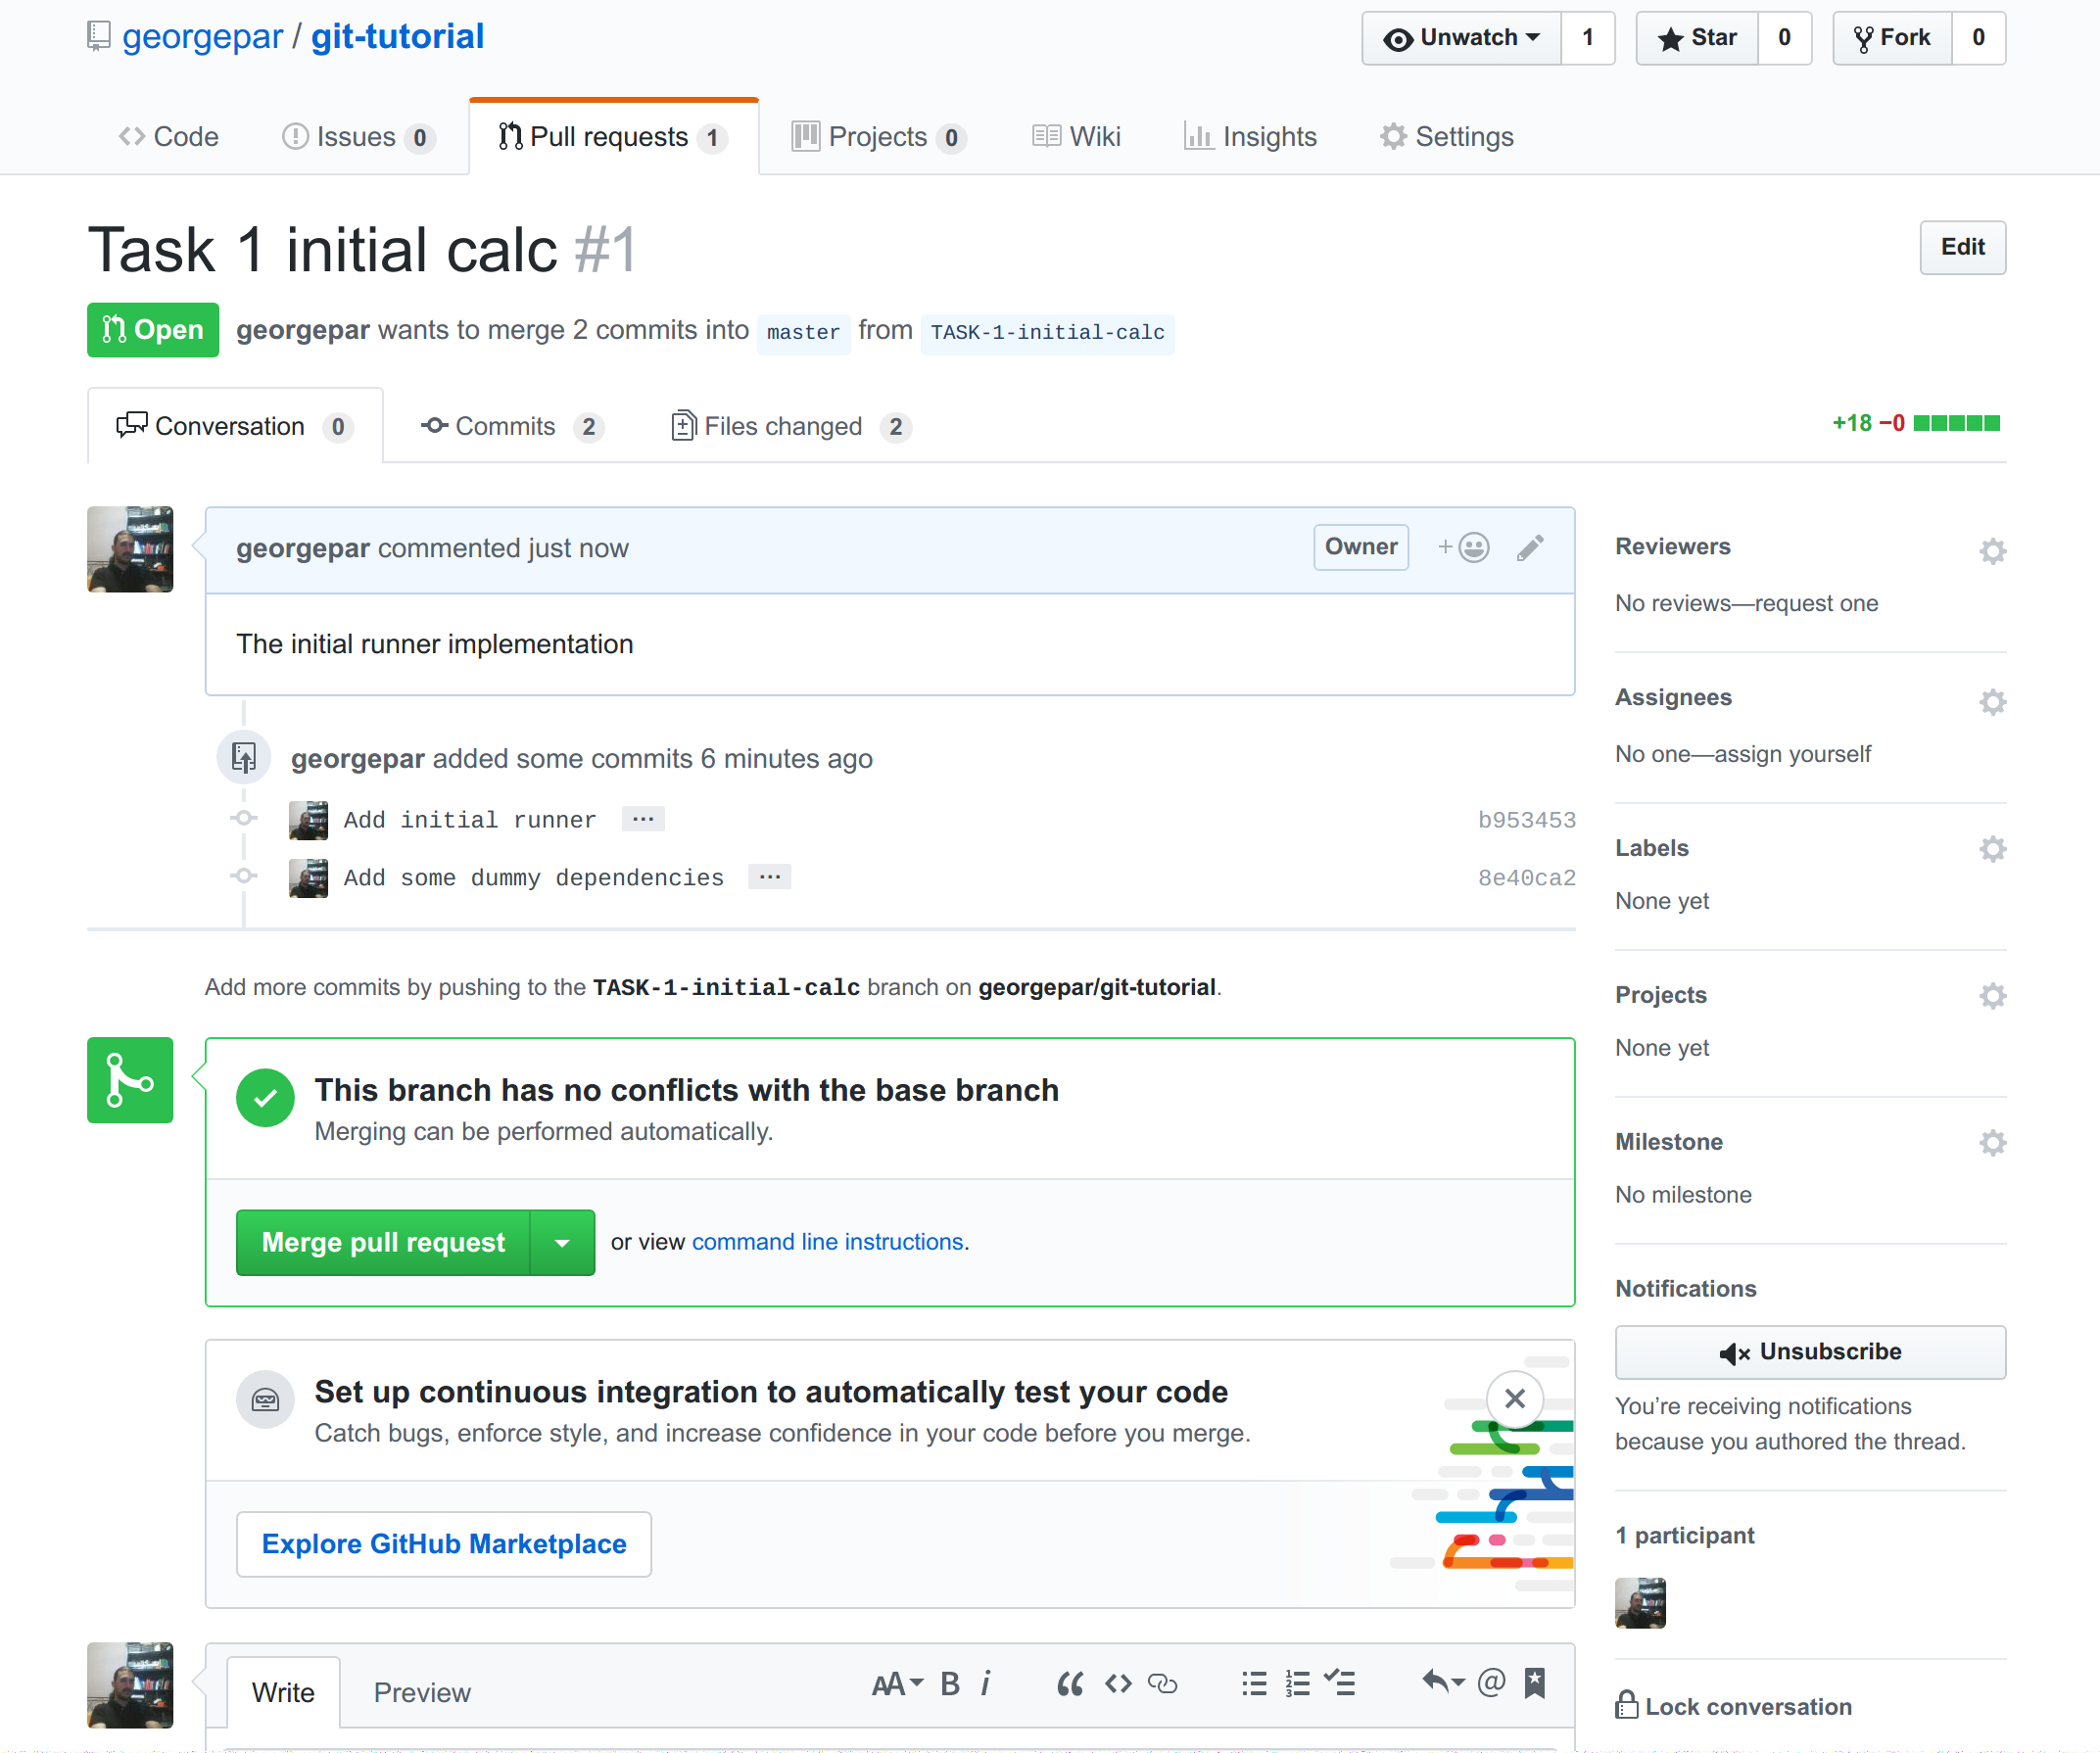 georgepar / git-tutorial
Unwatch 1 Star 0 Fork 0
Code Issues 0 Pull requests 1 Projects 0 Wiki Insights Settings
Task 1 initial calc #1
Edit
Open georgepar wants to merge 2 commits into master from TASK-1-initial-calc
Conversation 0 Commits 2 Files changed 2
+18 −0
georgepar commented just now
Owner
The initial runner implementation
georgepar added some commits 6 minutes ago
Add initial runner … b953453
Add some dummy dependencies … 8e40ca2
Add more commits by pushing to the TASK-1-initial-calc branch on georgepar/git-tutorial.
This branch has no conflicts with the base branch
Merging can be performed automatically.
Merge pull request or view command line instructions.
Set up continuous integration to automatically test your code
Catch bugs, enforce style, and increase confidence in your code before you merge.
Explore GitHub Marketplace
Write Preview AA B i
Reviewers
No reviews—request one
Assignees
No one—assign yourself
Labels
None yet
Projects
None yet
Milestone
No milestone
Notifications
Unsubscribe
You’re receiving notifications
because you authored the thread.
1 participant
Lock conversation